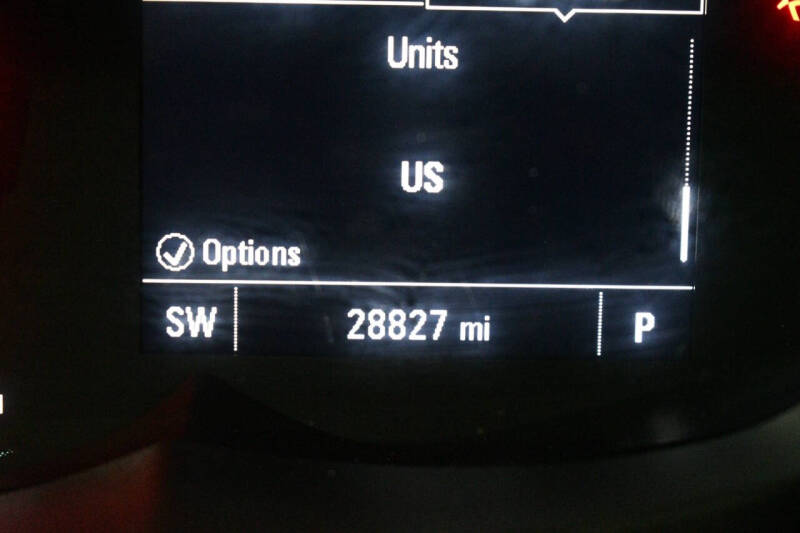 Units
US
Options
SW 28827 mi P